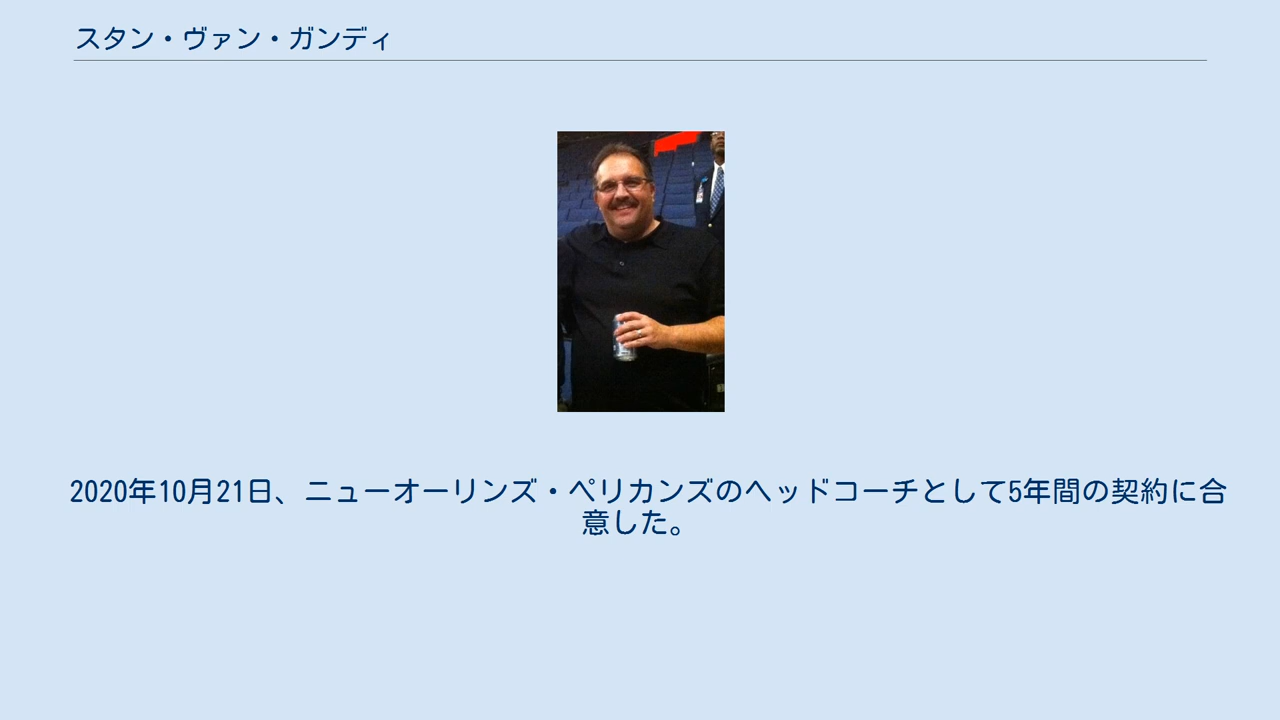 スタン・ヴァン・ガンディ
2020年10月21日、ニューオーリンズ・ペリカンズのヘッドコーチとして5年間の契約に合
意した。